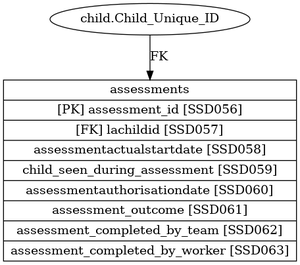 child.Child_Unique_ID
FK
assessments
[PK] assessment_id [SSD056]
[FK] lachildid [SSD057]
assessmentactualstartdate [SSD058]
child_seen_during_assessment [SSD059]
assessmentauthorisationdate [SSD060]
assessment_outcome [SSD061]
assessment_completed_by_team [SSD062]
assessment_completed_by_worker [SSD063]